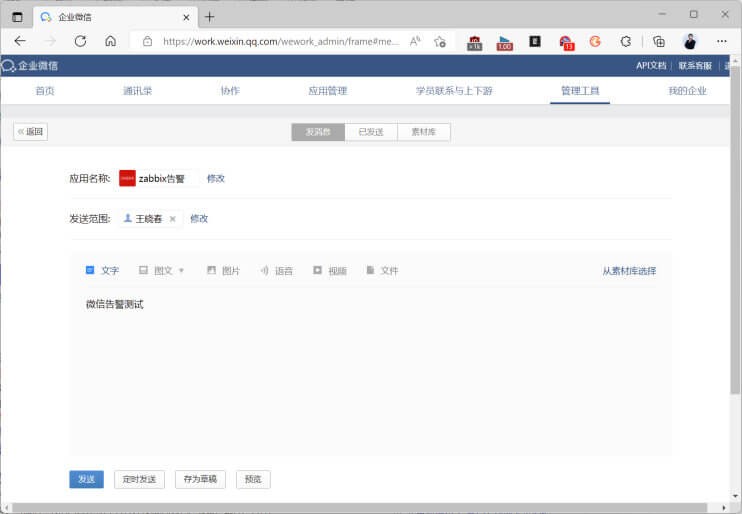 企业微信
https://work.weixin.qq.com/wework_admin/frame#me...
>1k
1.00
13
企业微信
API文档 联系客服
首页 通讯录 协作 应用管理 学员联系与上下游 管理工具 我的企业
返回 发消息 已发送 素材库
应用名称: zabbix告警 修改
发送范围: 王晓春 修改
文字 图文 图片 语音 视频 文件 从素材库选择
微信告警测试
发送 定时发送 存为草稿 预览